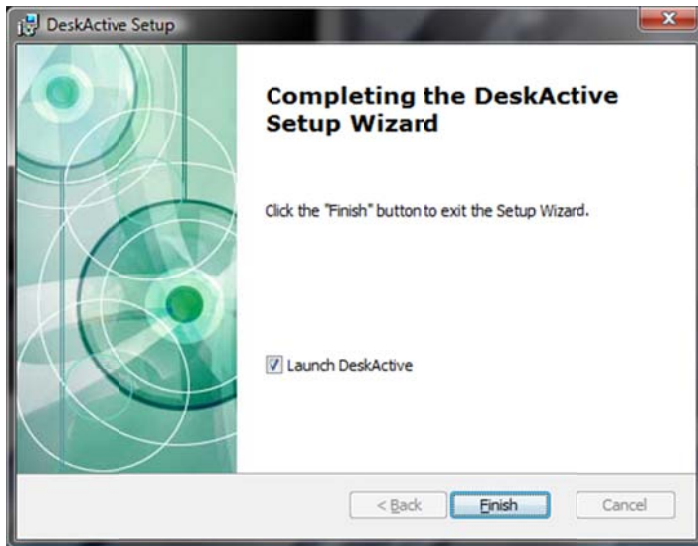 DeskActive Setup
Completing the DeskActive
Setup Wizard
Click the "Finish" button to exit the Setup Wizard.
Launch DeskActive
< Back
Finish
Cancel